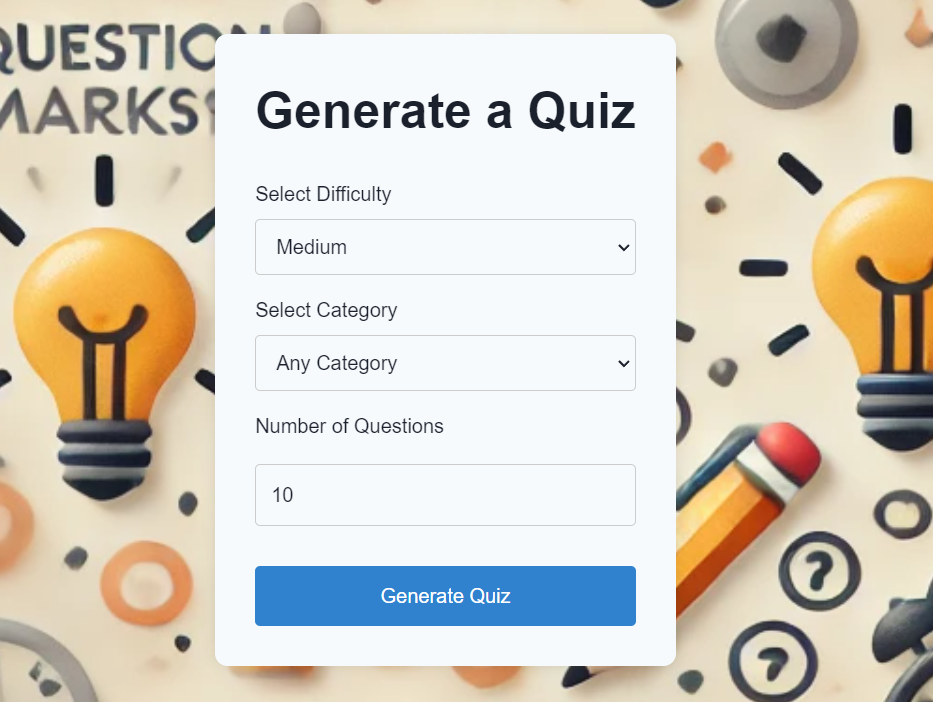 QUESTION
MARKS?
Generate a Quiz
Select Difficulty
Medium
Select Category
Any Category
Number of Questions
10
Generate Quiz
?
?